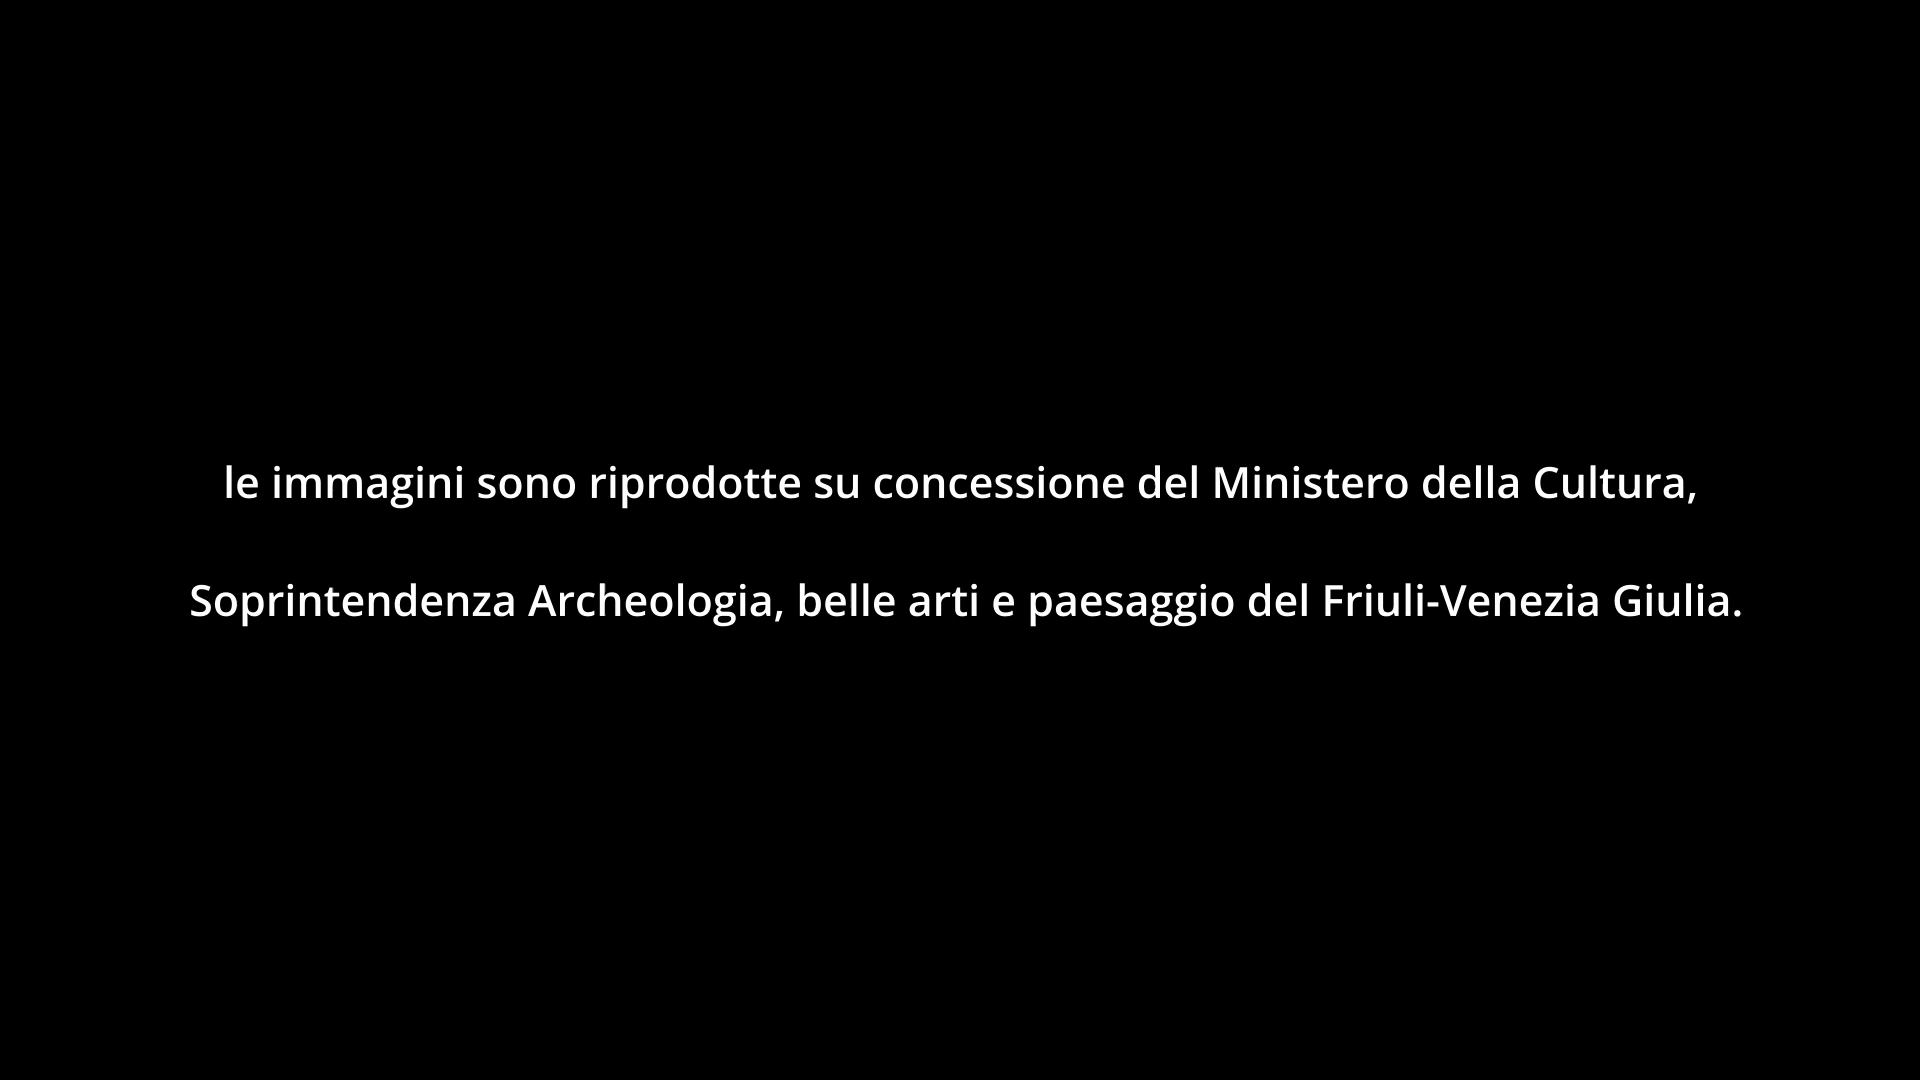 le immagini sono riprodotte su concessione del Ministero della Cultura,
Soprintendenza Archeologia, belle arti e paesaggio del Friuli-Venezia Giulia.